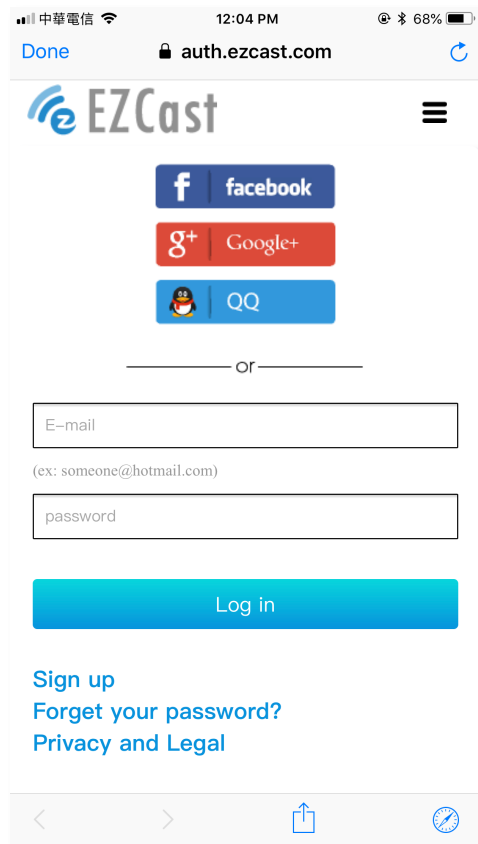 中華電信 12:04 PM 68%
Done auth.ezcast.com
EZCast
f facebook
g+ Google+
QQ
or
E-mail
(ex: someone@hotmail.com)
password
Log in
Sign up
Forget your password?
Privacy and Legal